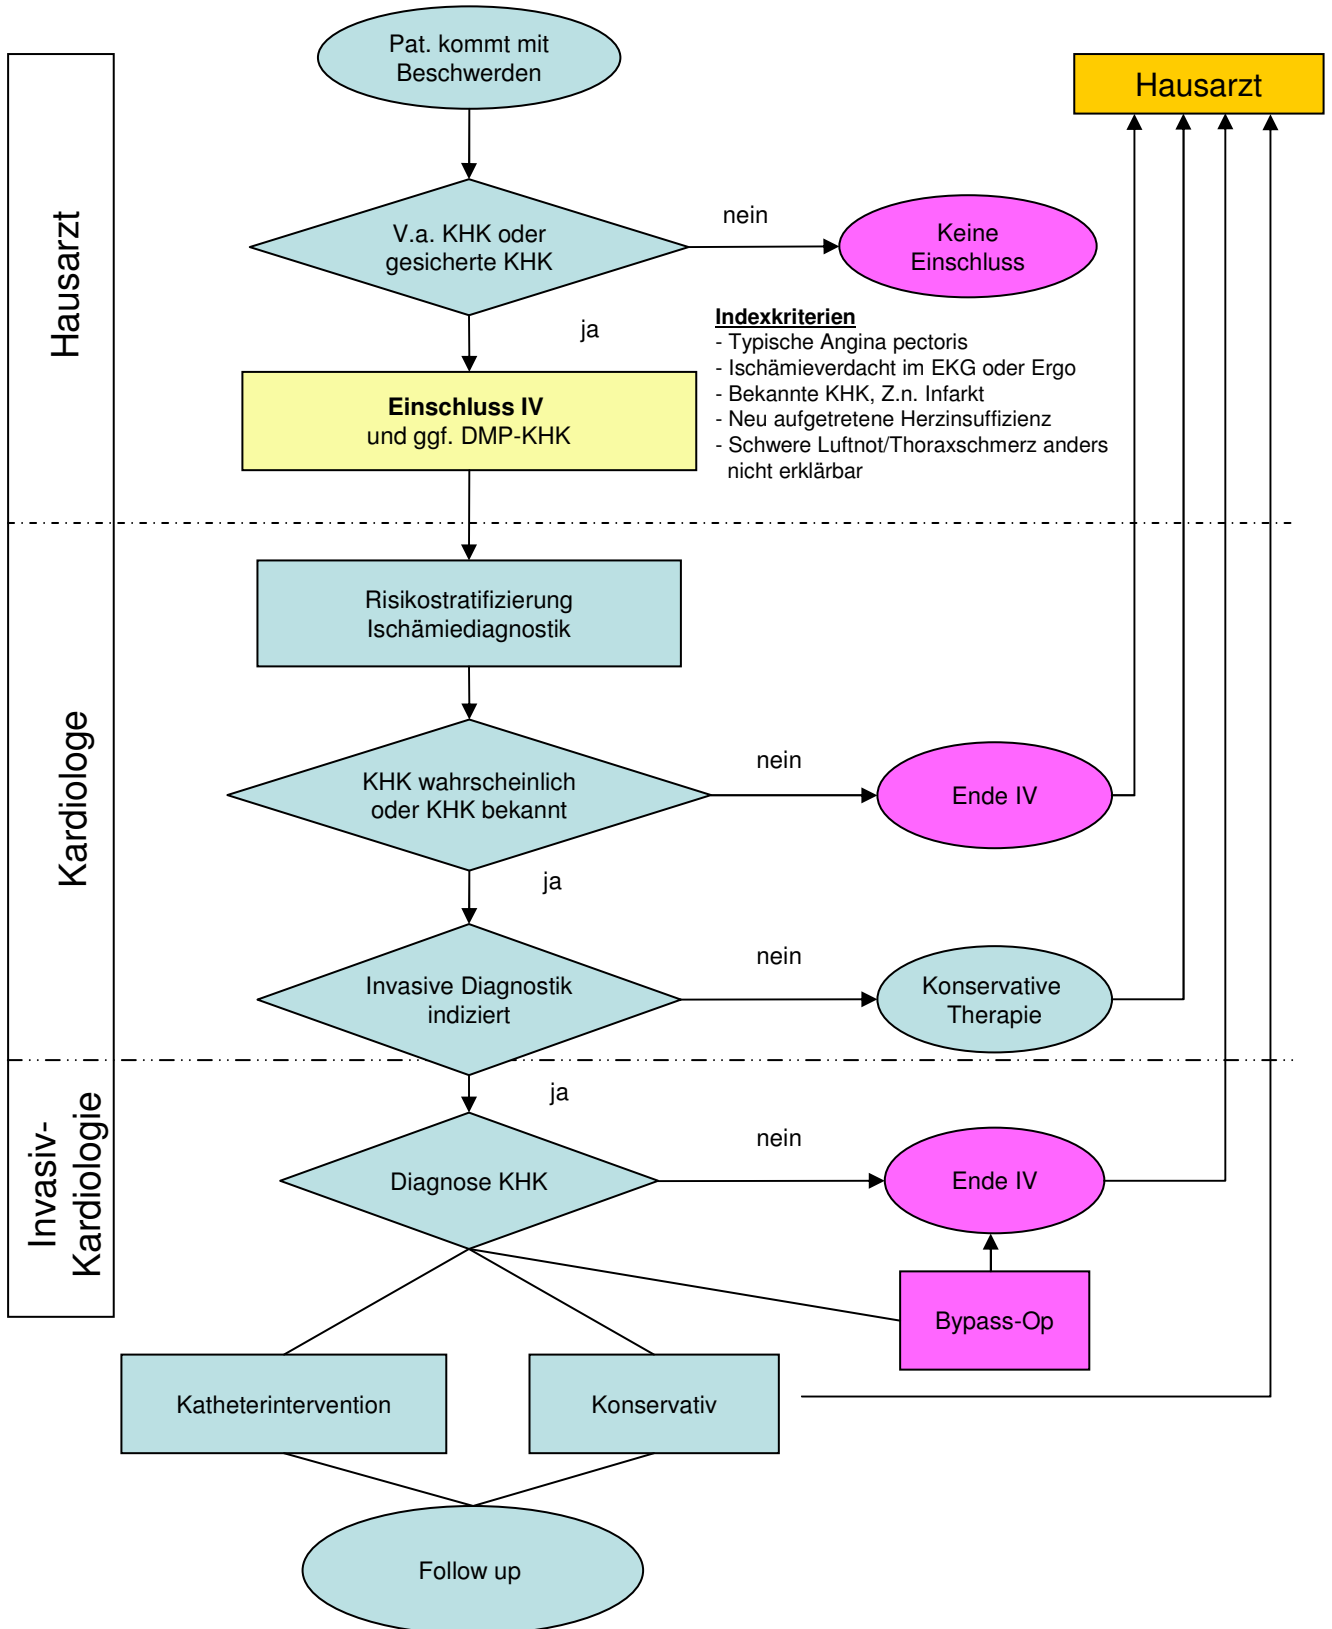 Pat. kommt mit
Beschwerden
Hausarzt
Hausarzt
V.a. KHK oder
gesicherte KHK
nein
Keine
Einschluss
ja
Indexkriterien
- Typische Angina pectoris
- Ischämieverdacht im EKG oder Ergo
- Bekannte KHK, Z.n. Infarkt
- Neu aufgetretene Herzinsuffizienz
- Schwere Luftnot/Thoraxschmerz anders
nicht erklärbar
Einschluss IV
und ggf. DMP-KHK
Kardiologe
Risikostratifizierung
Ischämiediagnostik
KHK wahrscheinlich
oder KHK bekannt
nein
Ende IV
ja
Invasive Diagnostik
indiziert
nein
Konservative
Therapie
ja
Invasiv-
Kardiologie
Diagnose KHK
nein
Ende IV
Bypass-Op
Katheterintervention
Konservativ
Follow up